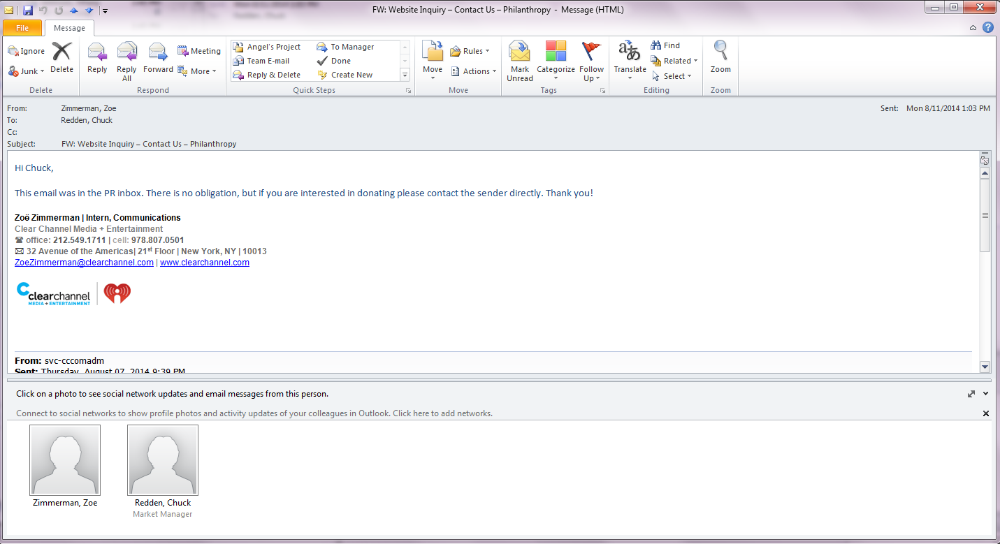 FW: Website Inquiry – Contact Us – Philanthropy - Message (HTML)
File
Message
Ignore
Junk
Delete
Delete
Reply
Reply All
Forward
Meeting
More
Respond
Angel's Project
Team E-mail
Reply & Delete
To Manager
Done
Create New
Quick Steps
Move
Rules
Actions
Move
Mark Unread
Categorize
Follow Up
Tags
Translate
Find
Related
Select
Editing
Zoom
Zoom
From: Zimmerman, Zoe
Sent: Mon 8/11/2014 1:03 PM
To: Redden, Chuck
Cc:
Subject: FW: Website Inquiry – Contact Us – Philanthropy
Hi Chuck,
This email was in the PR inbox. There is no obligation, but if you are interested in donating please contact the sender directly. Thank you!
Zoë Zimmerman | Intern, Communications
Clear Channel Media + Entertainment
☎ office: 212.549.1711 | cell: 978.807.0501
✉ 32 Avenue of the Americas| 21st Floor | New York, NY | 10013
ZoeZimmerman@clearchannel.com | www.clearchannel.com
clearchannel
MEDIA + ENTERTAINMENT
From: svc-cccomadm
Sent: Thursday, August 07, 2014 9:39 PM
Click on a photo to see social network updates and email messages from this person.
Connect to social networks to show profile photos and activity updates of your colleagues in Outlook. Click here to add networks.
Zimmerman, Zoe
Redden, Chuck
Market Manager